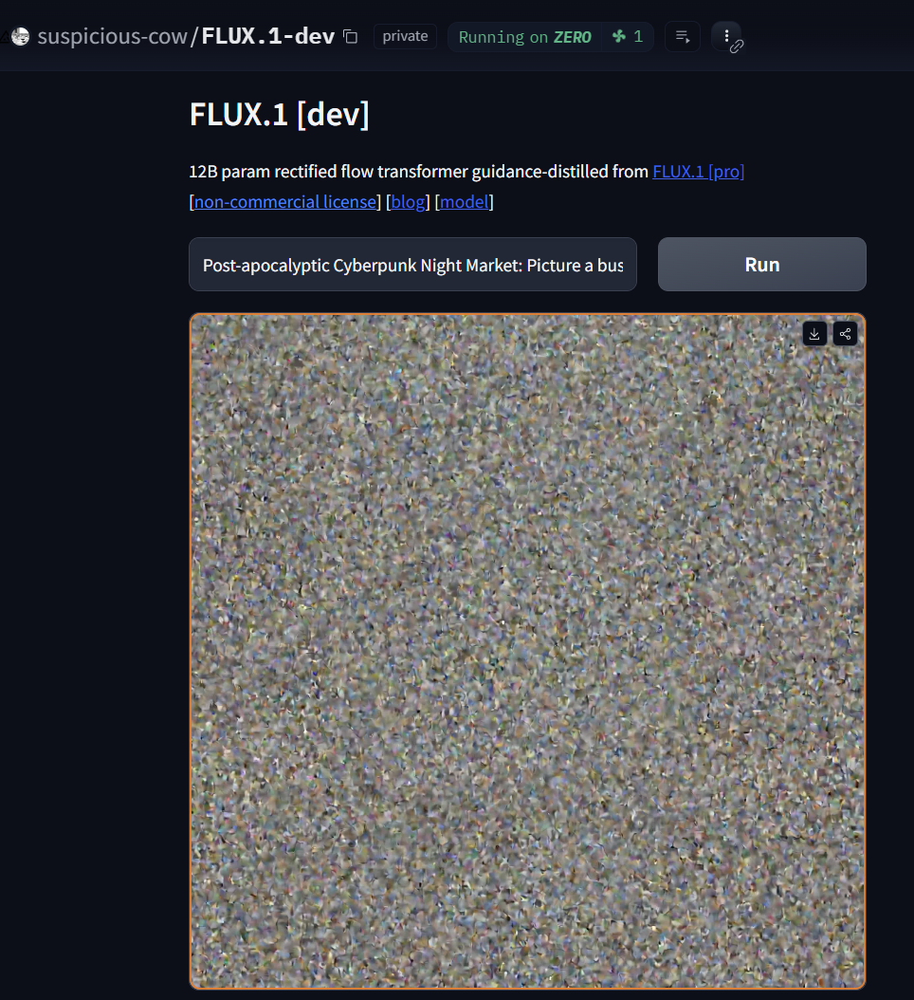 suspicious-cow/FLUX.1-dev private Running on ZERO 1
FLUX.1 [dev]
12B param rectified flow transformer guidance-distilled from FLUX.1 [pro]
[non-commercial license] [blog] [model]
Post-apocalyptic Cyberpunk Night Market: Picture a bus
Run